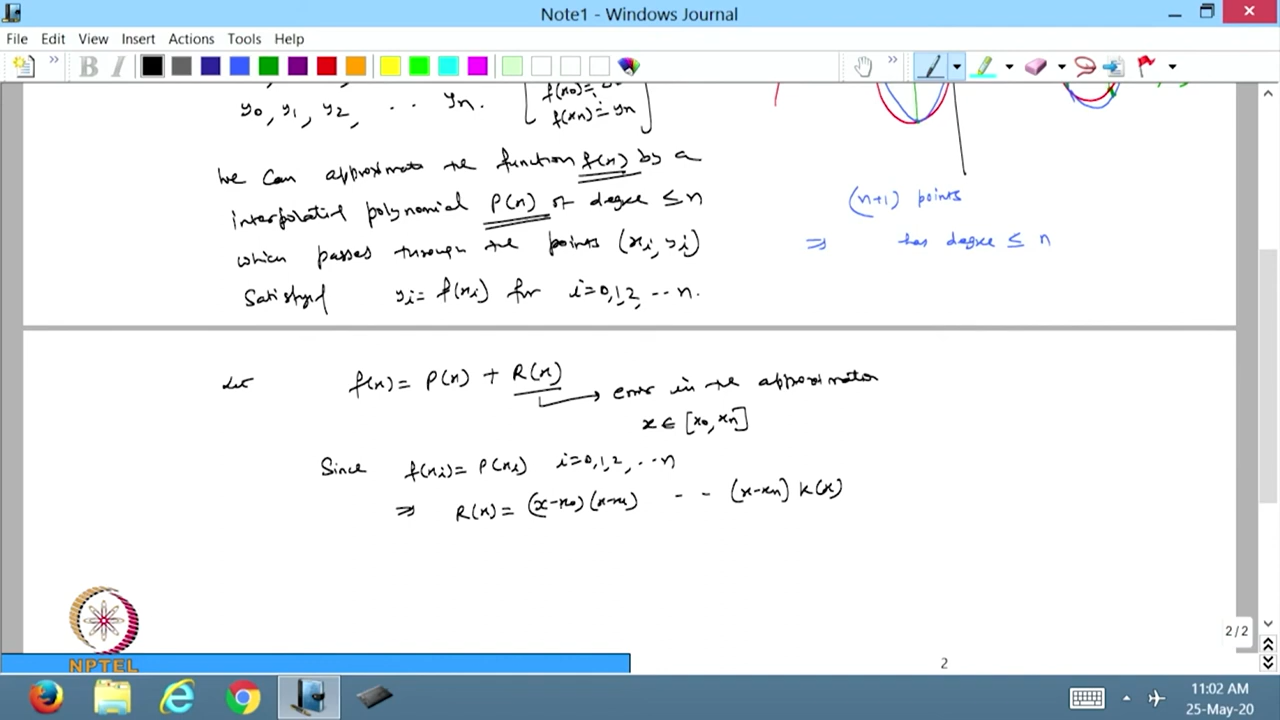 Note1 - Windows Journal
File Edit View Insert Actions Tools Help
B I
y0, y1, y2, .. yn.
f(x0) = 
f(xn) = yn
We can approximate the function f(x) by a
interpolatinl polynomial P(x) of degree ≤ n
which passes through the points (xi, yi)
Satisfyinf yi = f(xi) for i=0,1,2, ... n.
(n+1) points
⇒ has degree ≤ n
Let f(x) = P(x) + R(x)
→ error in the approximation
x ∈ [x0, xn]
Since f(xi) = P(xi) i=0,1,2, ... n
⇒ R(x) = (x-x0)(x-x1) - - (x-xn) K(x)
NPTEL
2/2
2
11:02 AM
25-May-20